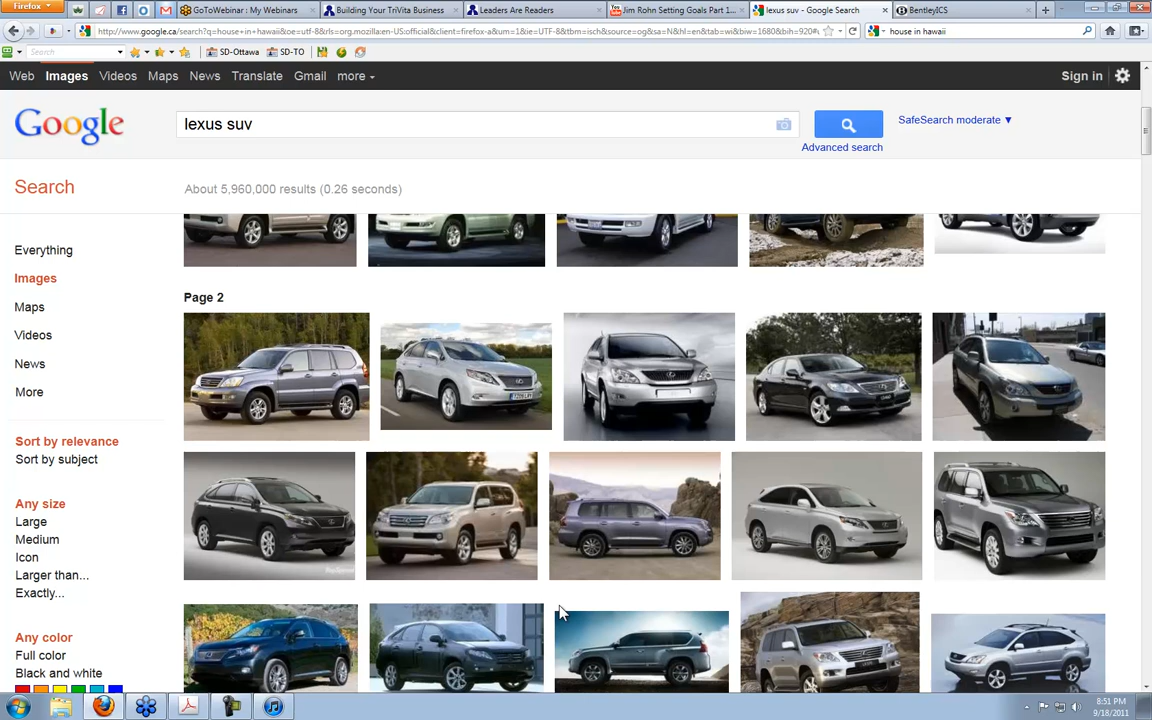 Firefox
GoToWebinar : My Webinars
Building Your TriVita Business
Leaders Are Readers
Jim Rohn Setting Goals Part 1...
lexus suv - Google Search
BentleyICS
house in hawaii
Search
SD-Ottawa
SD-TO
Web Images Videos Maps News Translate Gmail more
Sign in
Google
lexus suv
SafeSearch moderate ▼
Advanced search
Search
About 5,960,000 results (0.26 seconds)
Everything
Images
Maps
Videos
News
More
Sort by relevance
Sort by subject
Any size
Large
Medium
Icon
Larger than...
Exactly...
Any color
Full color
Black and white
Page 2
8:51 PM
9/18/2011